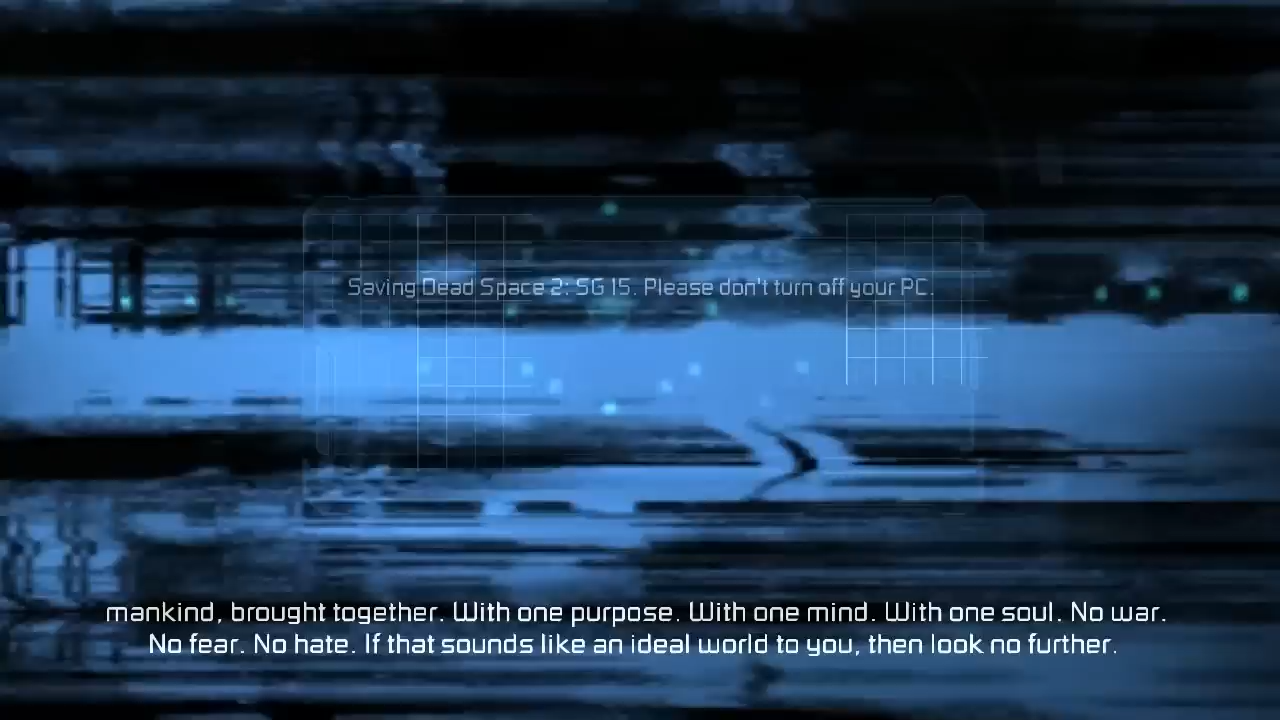 Saving Dead Space 2: SG 15. Please don't turn off your PC.
mankind, brought together. With one purpose. With one mind. With one soul. No war.
No fear. No hate. If that sounds like an ideal world to you, then look no further.